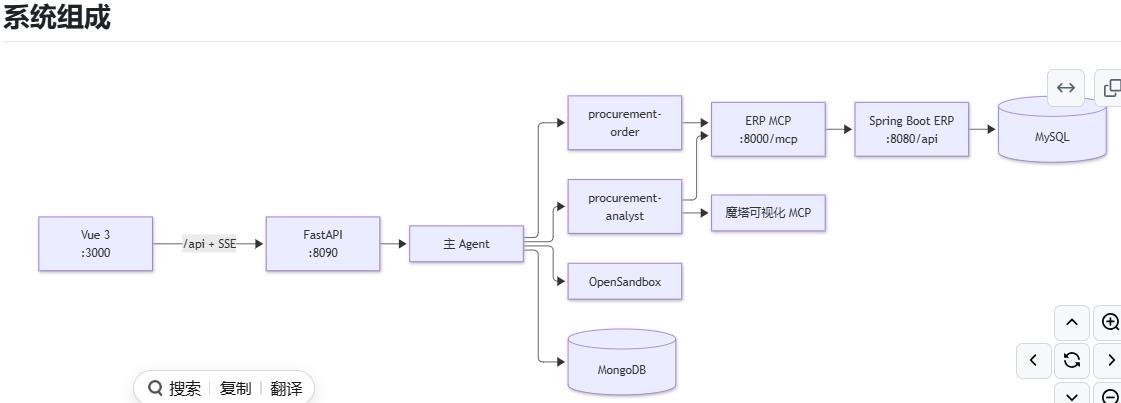 系统组成
procurement-
order
ERP MCP
:8000/mcp
Spring Boot ERP
:8080/api
MySQL
procurement-
analyst
魔塔可视化 MCP
Vue 3
:3000
/api + SSE
FastAPI
:8090
主 Agent
OpenSandbox
MongoDB
搜索 复制 翻译